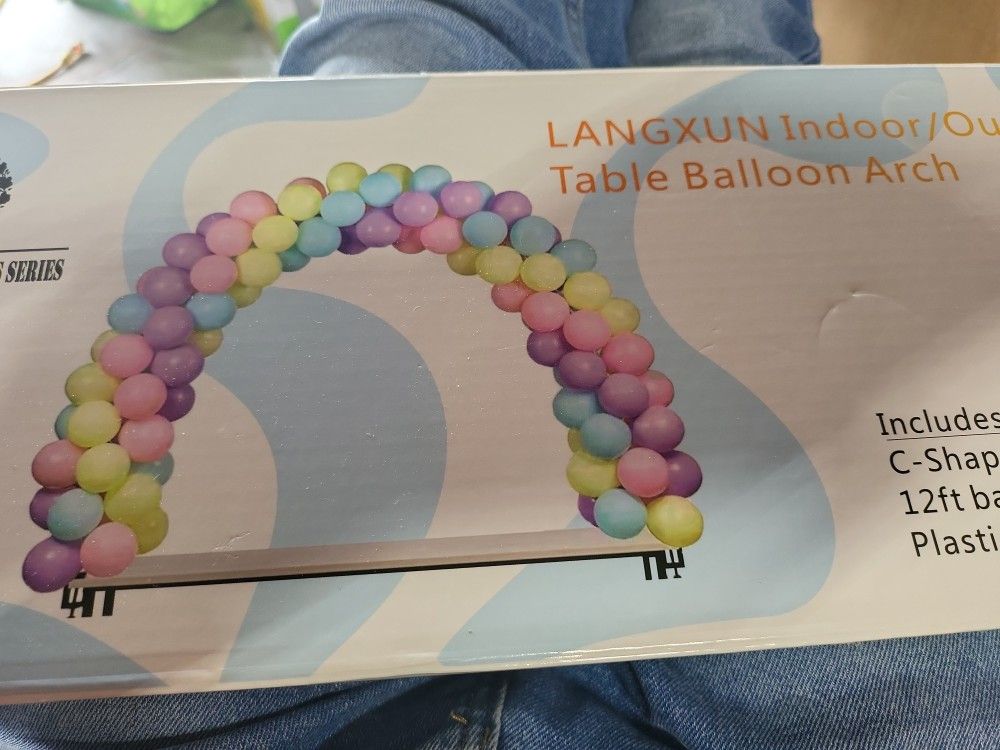 LANGXUN Indoor/Ou
Table Balloon Arch
SERIES
Includes
C-Shap
12ft ba
Plasti